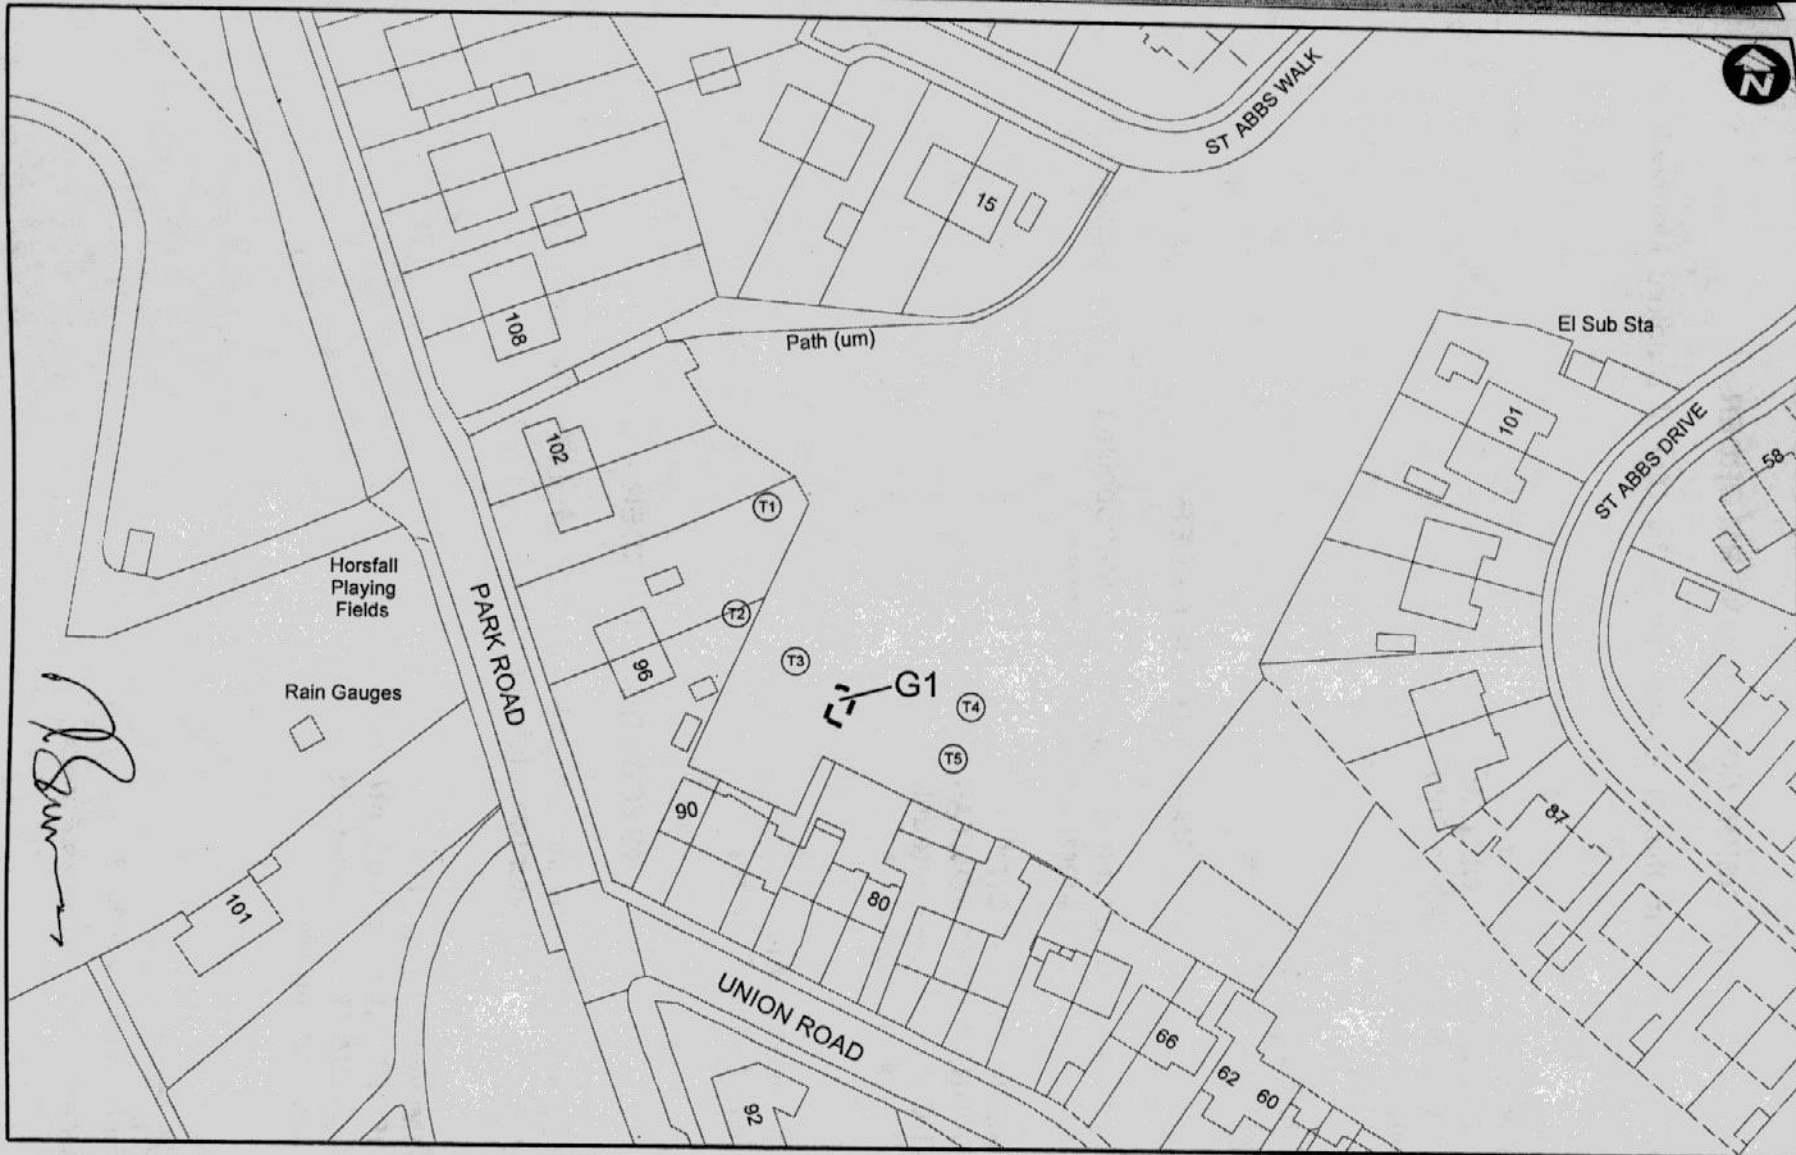 N
ST ABBS WALK
15
El Sub Sta
108
Path (um)
101
102
ST ABBS DRIVE
58
T1
Horsfall
Playing
Fields
PARK ROAD
T2
96
T3
Rain Gauges
G1
T4
T5
90
87
80
101
UNION ROAD
66
62
60
92